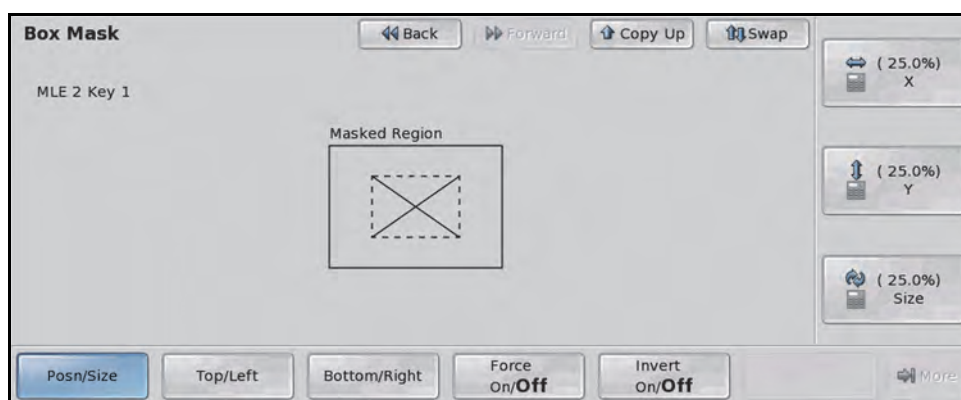 Box Mask
Back
Forward
Copy Up
Swap
( 25.0%)
X
MLE 2 Key 1
Masked Region
( 25.0%)
Y
( 25.0%)
Size
Posn/Size
Top/Left
Bottom/Right
Force
On/Off
Invert
On/Off
More